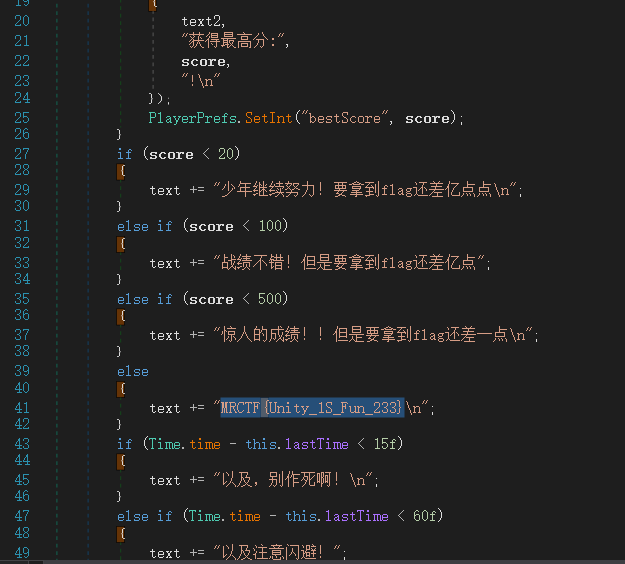 19 {
20 text2,
21 "获得最高分:",
22 score,
23 "!\n"
24 });
25 PlayerPrefs.SetInt("bestScore", score);
26 }
27 if (score < 20)
28 {
29 text += "少年继续努力! 要拿到flag还差亿点点\n";
30 }
31 else if (score < 100)
32 {
33 text += "战绩不错! 但是要拿到flag还差亿点";
34 }
35 else if (score < 500)
36 {
37 text += "惊人的成绩!! 但是要拿到flag还差一点\n";
38 }
39 else
40 {
41 text += "MRCTF{Unity_1S_Fun_233}\n";
42 }
43 if (Time.time - this.lastTime < 15f)
44 {
45 text += "以及, 别作死啊! \n";
46 }
47 else if (Time.time - this.lastTime < 60f)
48 {
49 text += "以及注意闪避! ";